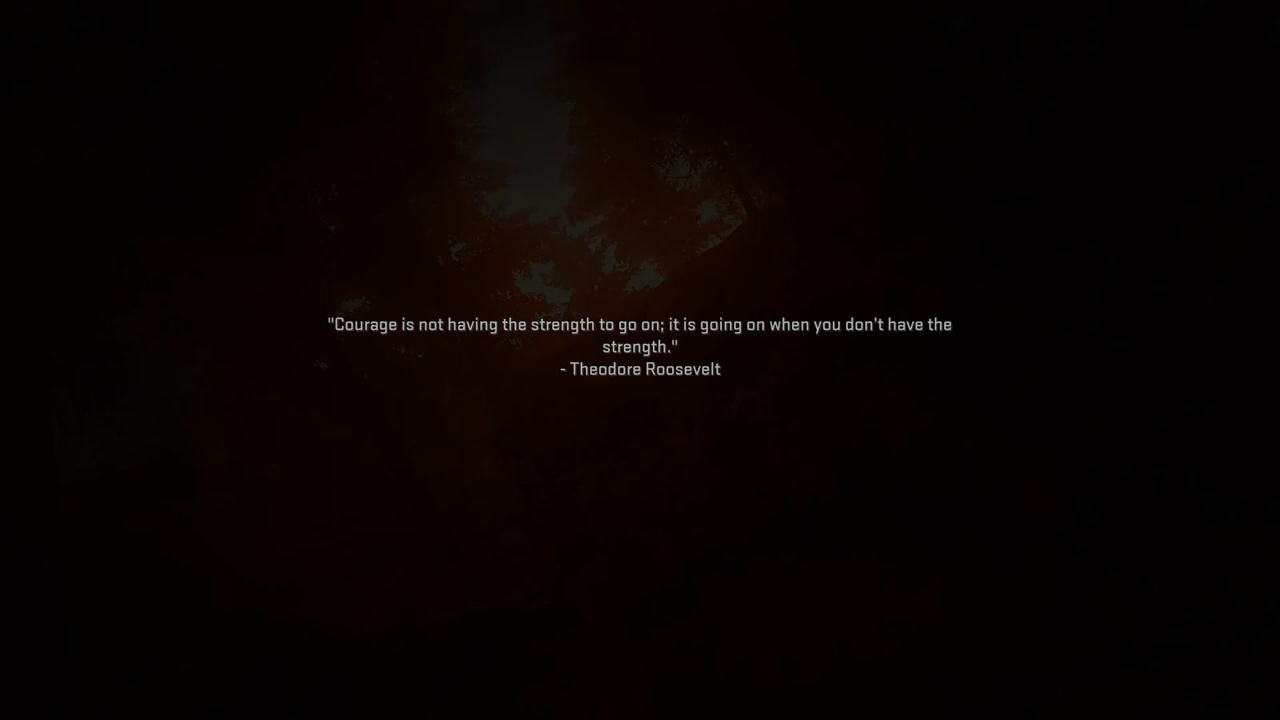 "Courage is not having the strength to go on; it is going on when you don't have the
strength."
- Theodore Roosevelt